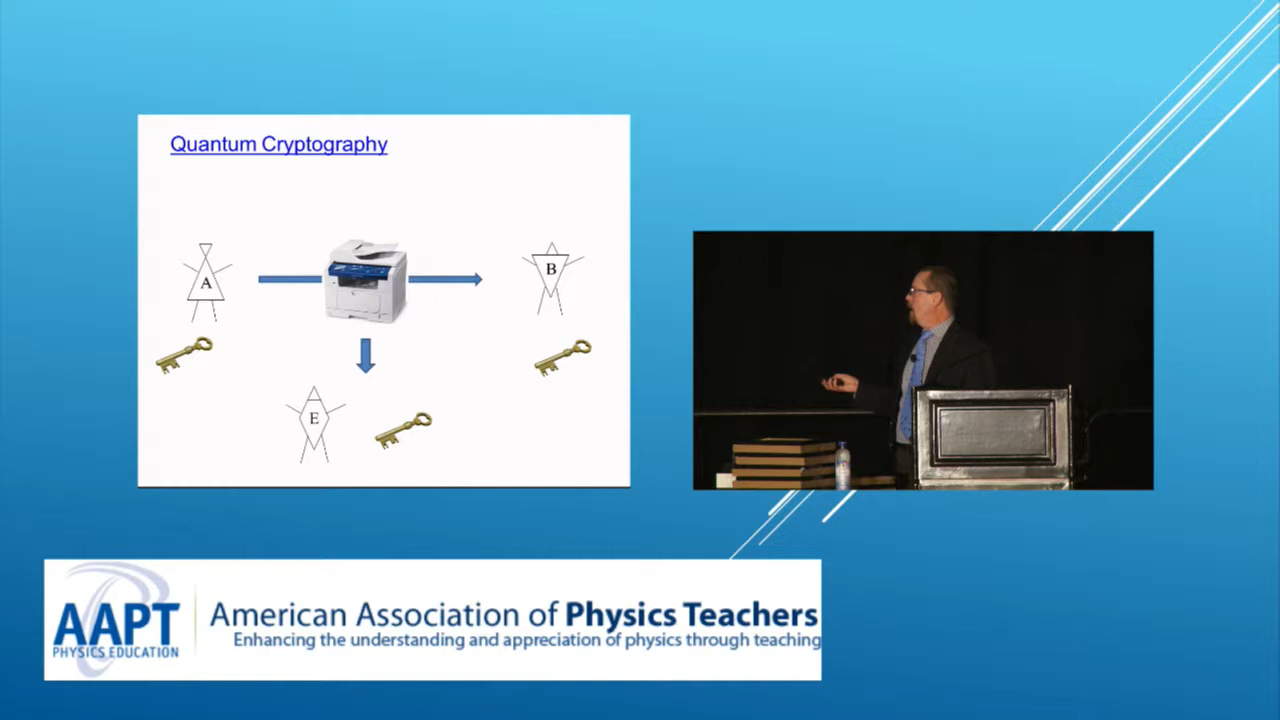 Quantum Cryptography
A
B
E
AAPT
PHYSICS EDUCATION
American Association of Physics Teachers
Enhancing the understanding and appreciation of physics through teaching